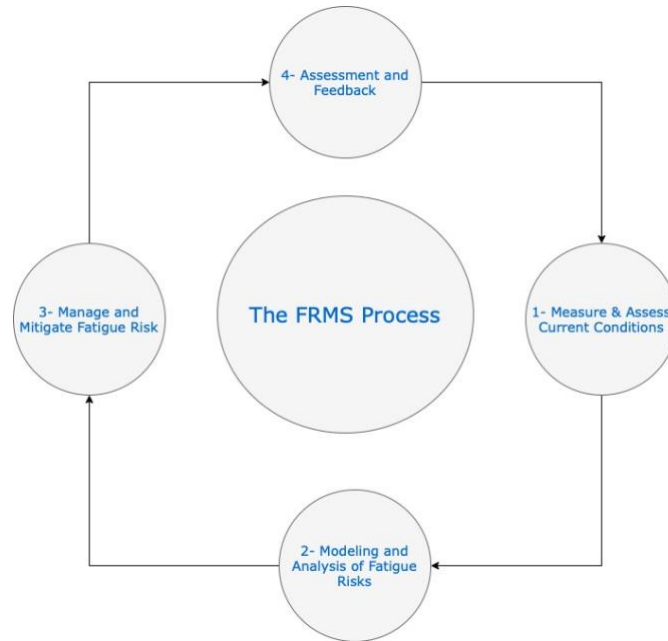 4- Assessment and
Feedback
The FRMS Process
3- Manage and
Mitigate Fatigue Risk
1- Measure & Assess
Current Conditions
2- Modeling and
Analysis of Fatigue
Risks